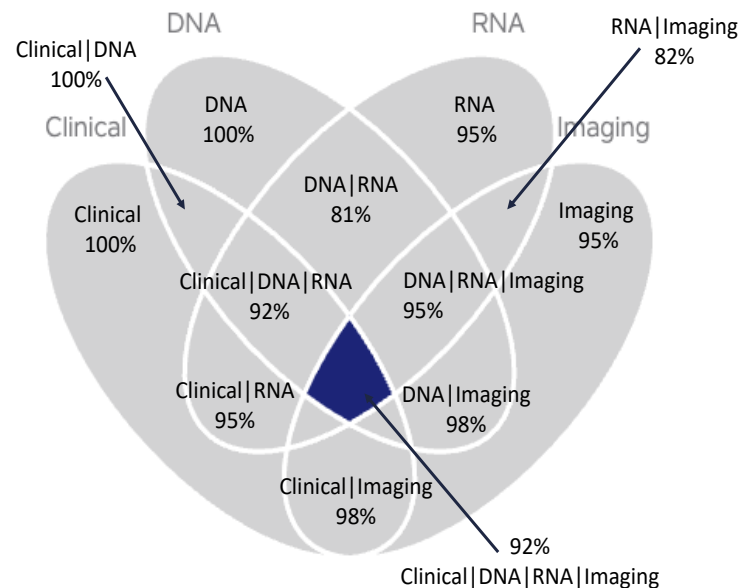 DNA
RNA
Clinical|DNA
100%
RNA|Imaging
82%
Clinical
Imaging
DNA
100%
RNA
95%
DNA|RNA
81%
Clinical
100%
Imaging
95%
Clinical|DNA|RNA
92%
DNA|RNA|Imaging
95%
Clinical|RNA
95%
DNA|Imaging
98%
Clinical|Imaging
98%
92%
Clinical|DNA|RNA|Imaging